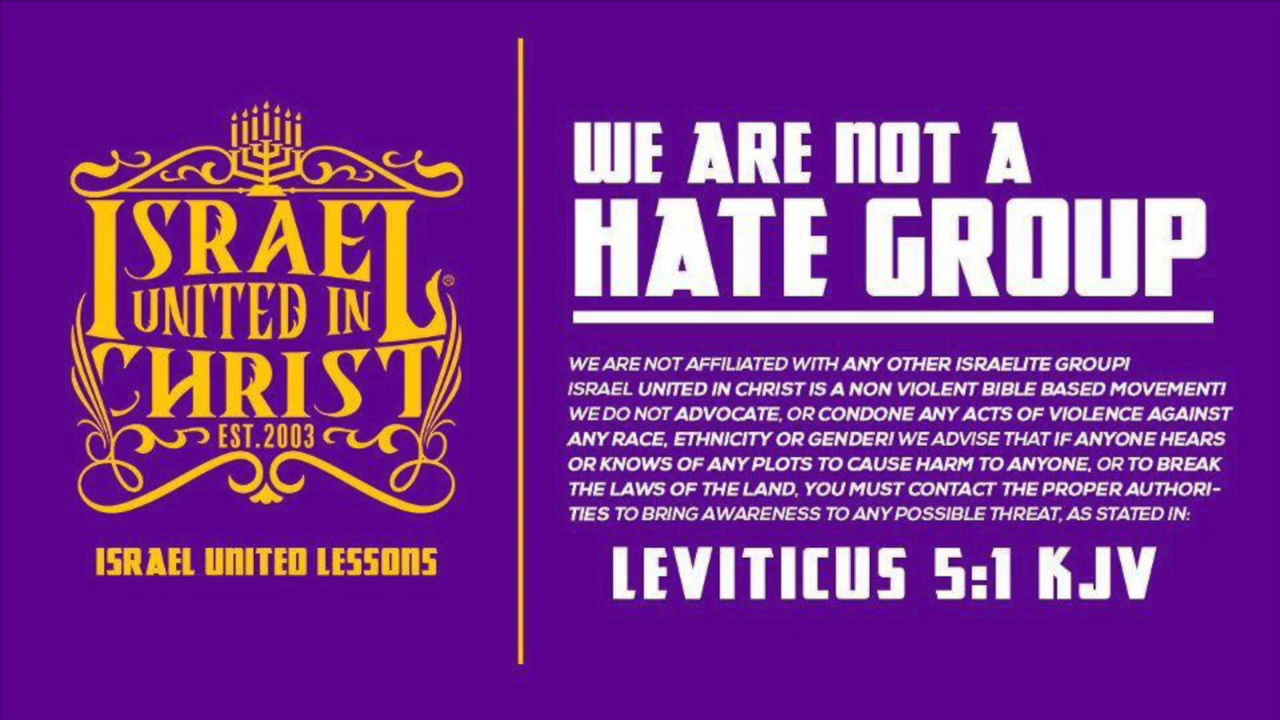 ISRAEL
UNITED IN
CHRIST
EST.2003
ISRAEL UNITED LESSONS
WE ARE NOT A
HATE GROUP
WE ARE NOT AFFILIATED WITH ANY OTHER ISRAELITE GROUP!
ISRAEL UNITED IN CHRIST IS A NON VIOLENT BIBLE BASED MOVEMENT!
WE DO NOT ADVOCATE, OR CONDONE ANY ACTS OF VIOLENCE AGAINST
ANY RACE, ETHNICITY OR GENDER! WE ADVISE THAT IF ANYONE HEARS
OR KNOWS OF ANY PLOTS TO CAUSE HARM TO ANYONE, OR TO BREAK
THE LAWS OF THE LAND, YOU MUST CONTACT THE PROPER AUTHORI-
TIES TO BRING AWARENESS TO ANY POSSIBLE THREAT, AS STATED IN:
LEVITICUS 5:1 KJV